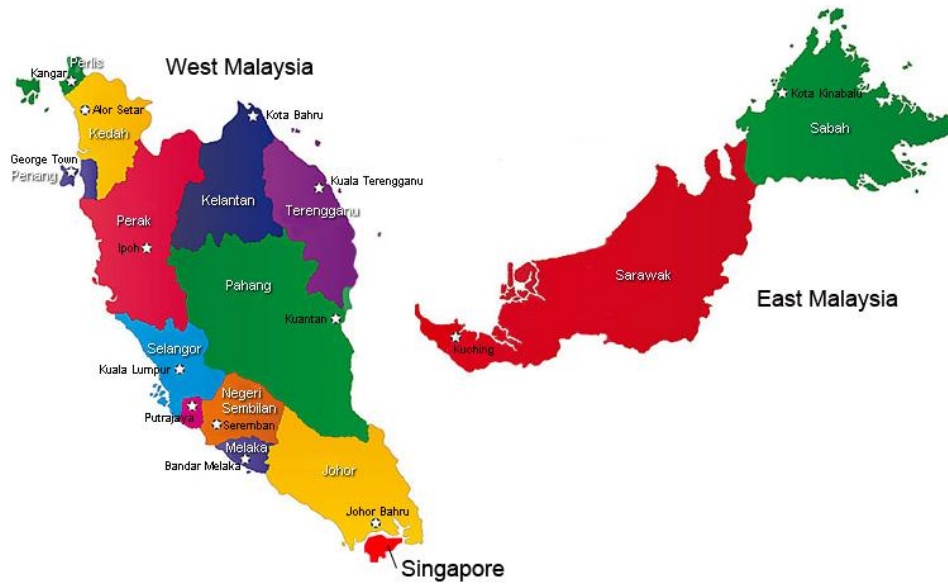 West Malaysia
Perlis
Kangar
Alor Setar
Kedah
George Town
Penang
Kota Bahru
Kelantan
Kuala Terengganu
Terengganu
Perak
Ipoh
Pahang
Kuantan
Selangor
Kuala Lumpur
Negeri
Sembilan
Putrajaya
Seremban
Melaka
Bandar Melaka
Johor
Johor Bahru
Singapore
Kota Kinabalu
Sabah
Sarawak
East Malaysia
Kuching